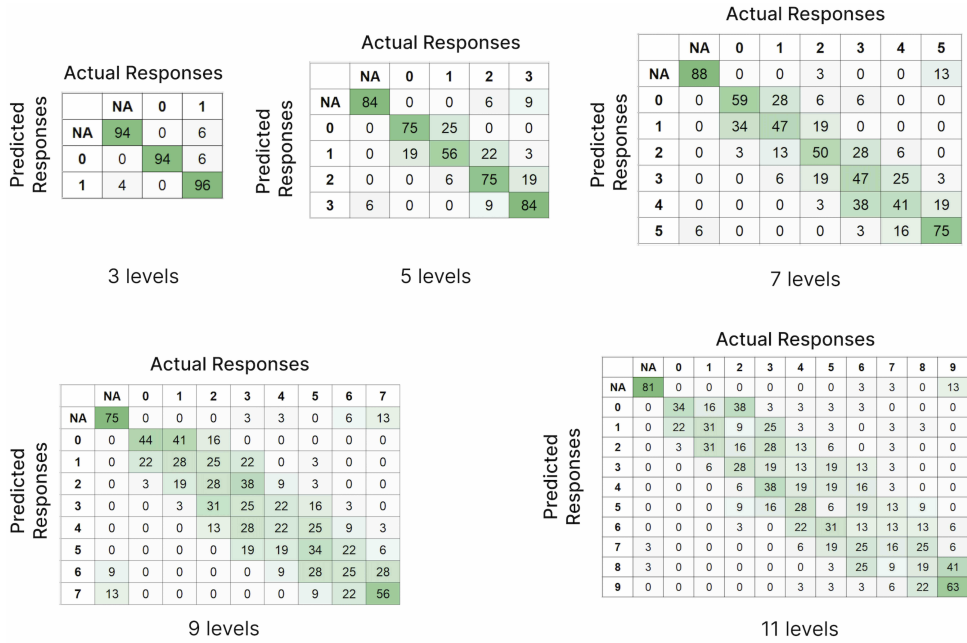 Actual Responses
Predicted
Responses
NA 0 1
NA 94 0 6
0 0 94 6
1 4 0 96
3 levels
Actual Responses
Predicted
Responses
NA 0 1 2 3
NA 84 0 0 6 9
0 0 75 25 0 0
1 0 19 56 22 3
2 0 0 6 75 19
3 6 0 0 9 84
5 levels
Actual Responses
Predicted
Responses
NA 0 1 2 3 4 5
NA 88 0 0 3 0 0 13
0 0 59 28 6 6 0 0
1 0 34 47 19 0 0 0
2 0 3 13 50 28 6 0
3 0 0 6 19 47 25 3
4 0 0 0 3 38 41 19
5 6 0 0 0 3 16 75
7 levels
Actual Responses
Predicted
Responses
NA 0 1 2 3 4 5 6 7
NA 75 0 0 0 3 3 0 6 13
0 0 44 41 16 0 0 0 0 0
1 0 22 28 25 22 0 3 0 0
2 0 3 19 28 38 9 3 0 0
3 0 0 3 31 25 22 16 3 0
4 0 0 0 13 28 22 25 9 3
5 0 0 0 0 19 19 34 22 6
6 9 0 0 0 0 9 28 25 28
7 13 0 0 0 0 0 9 22 56
9 levels
Actual Responses
Predicted
Responses
NA 0 1 2 3 4 5 6 7 8 9
NA 81 0 0 0 0 0 0 3 3 0 13
0 0 34 16 38 3 3 3 3 0 0 0
1 0 22 31 9 25 3 3 0 3 3 0
2 0 3 31 16 28 13 6 0 3 0 0
3 0 0 6 28 19 13 19 13 3 0 0
4 0 0 0 6 38 19 19 16 3 0 0
5 0 0 0 9 16 28 6 19 13 9 0
6 0 0 0 3 0 22 31 13 13 13 6
7 3 0 0 0 0 6 19 25 16 25 6
8 3 0 0 0 0 0 3 25 9 19 41
9 0 0 0 0 0 3 3 3 6 22 63
11 levels